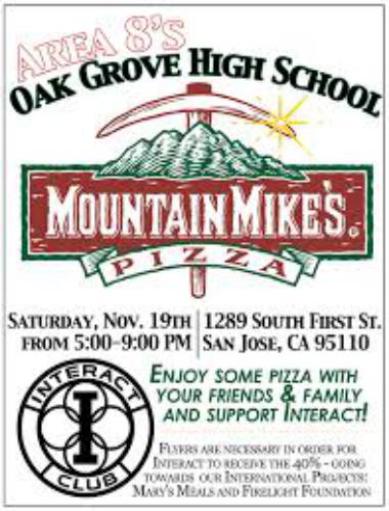 AREA 8'S
OAK GROVE HIGH SCHOOL
MOUNTAIN MIKE'S®
PIZZA
SATURDAY, NOV. 19TH
FROM 5:00-9:00 PM
1289 SOUTH FIRST ST.
SAN JOSE, CA 95110
INTERACT
I
CLUB
ENJOY SOME PIZZA WITH
YOUR FRIENDS & FAMILY
AND SUPPORT INTERACT!
FLYERS ARE NECESSARY IN ORDER FOR
INTERACT TO RECEIVE THE 40% - GOING
TOWARDS OUR INTERNATIONAL PROJECTS:
MARY'S MEALS AND FIRELIGHT FOUNDATION